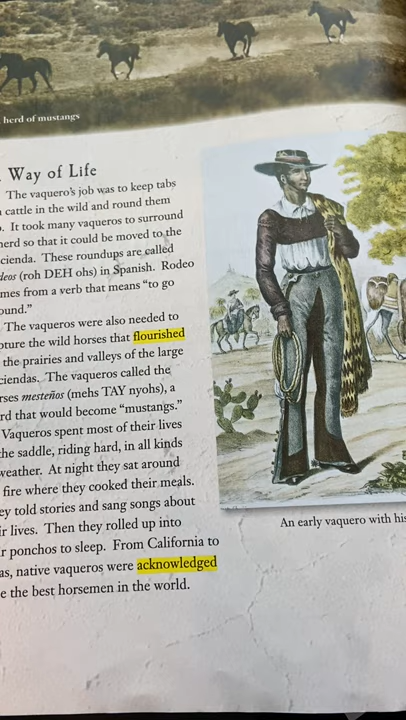 herd of mustangs
Way of Life
The vaquero's job was to keep tabs
cattle in the wild and round them
. It took many vaqueros to surround
herd so that it could be moved to the
cienda. These roundups are called
deos (roh DEH ohs) in Spanish. Rodeo
mes from a verb that means "to go
ound."
The vaqueros were also needed to
pture the wild horses that flourished
the prairies and valleys of the large
ciendas. The vaqueros called the
rses mesteños (mehs TAY nyohs), a
rd that would become "mustangs."
Vaqueros spent most of their lives
the saddle, riding hard, in all kinds
weather. At night they sat around
fire where they cooked their meals.
ey told stories and sang songs about
ir lives. Then they rolled up into
r ponchos to sleep. From California to
as, native vaqueros were acknowledged
e the best horsemen in the world.
An early vaquero with his